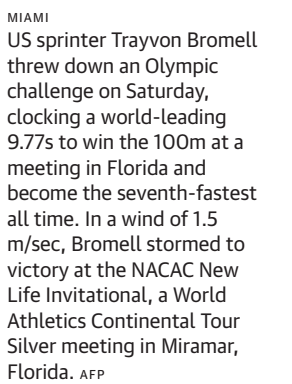 MIAMI
US sprinter Trayvon Bromell
threw down an Olympic
challenge on Saturday,
clocking a world-leading
9.77s to win the 100m at a
meeting in Florida and
become the seventh-fastest
all time. In a wind of 1.5
m/sec, Bromell stormed to
victory at the NACAC New
Life Invitational, a World
Athletics Continental Tour
Silver meeting in Miramar,
Florida. AFP